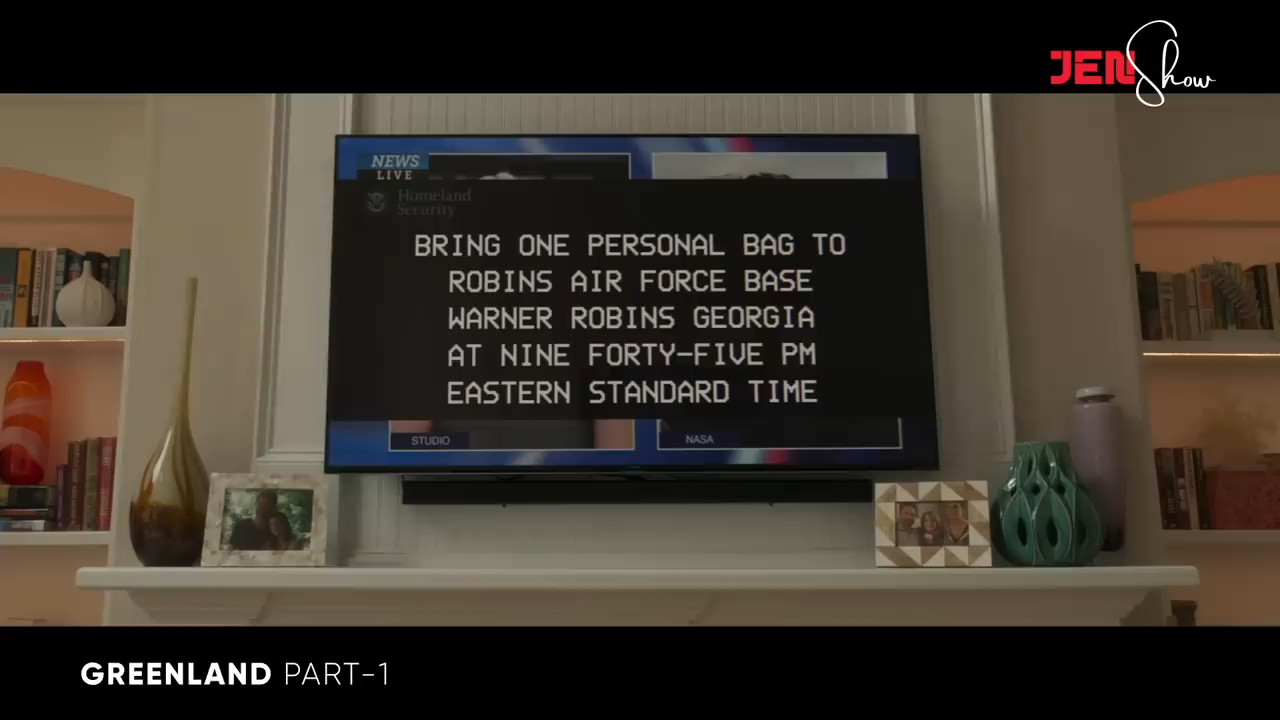 JEN Show
NEWS
LIVE
Homeland
Security
BRING ONE PERSONAL BAG TO
ROBINS AIR FORCE BASE
WARNER ROBINS GEORGIA
AT NINE FORTY-FIVE PM
EASTERN STANDARD TIME
STUDIO
NASA
GREENLAND PART-1